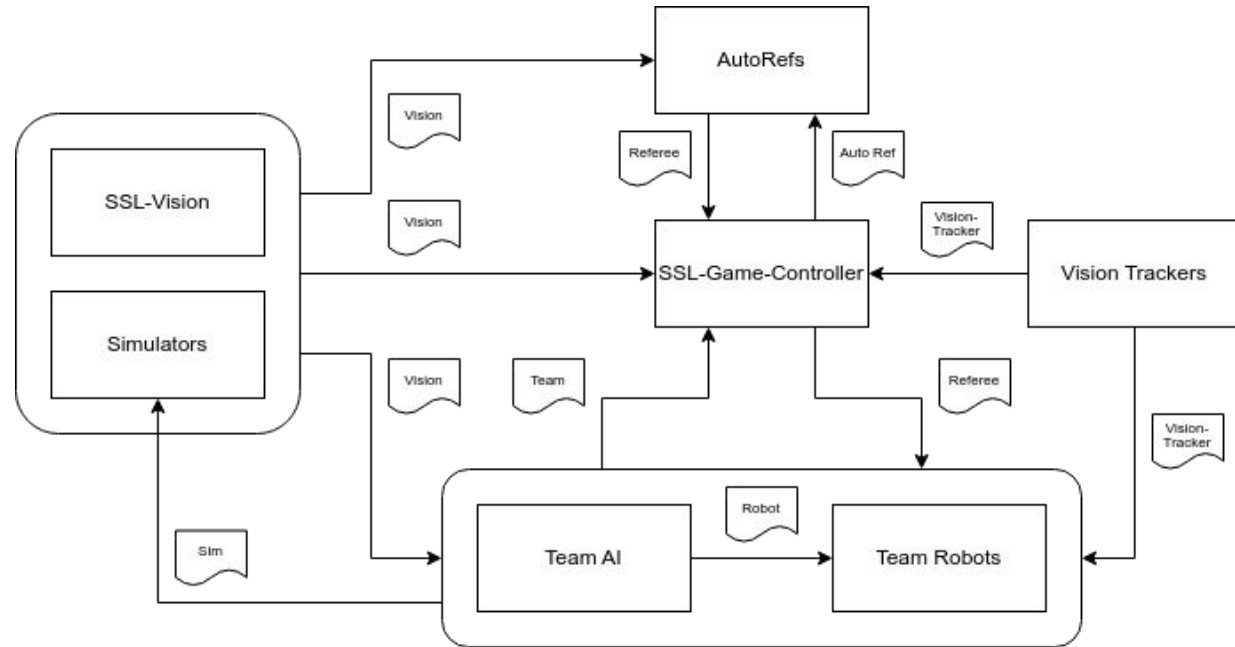 AutoRefs
Vision
Referee
Auto Ref
SSL-Vision
Vision
Vision-
Tracker
SSL-Game-Controller
Vision Trackers
Simulators
Vision
Team
Referee
Vision-
Tracker
Robot
Sim
Team AI
Team Robots